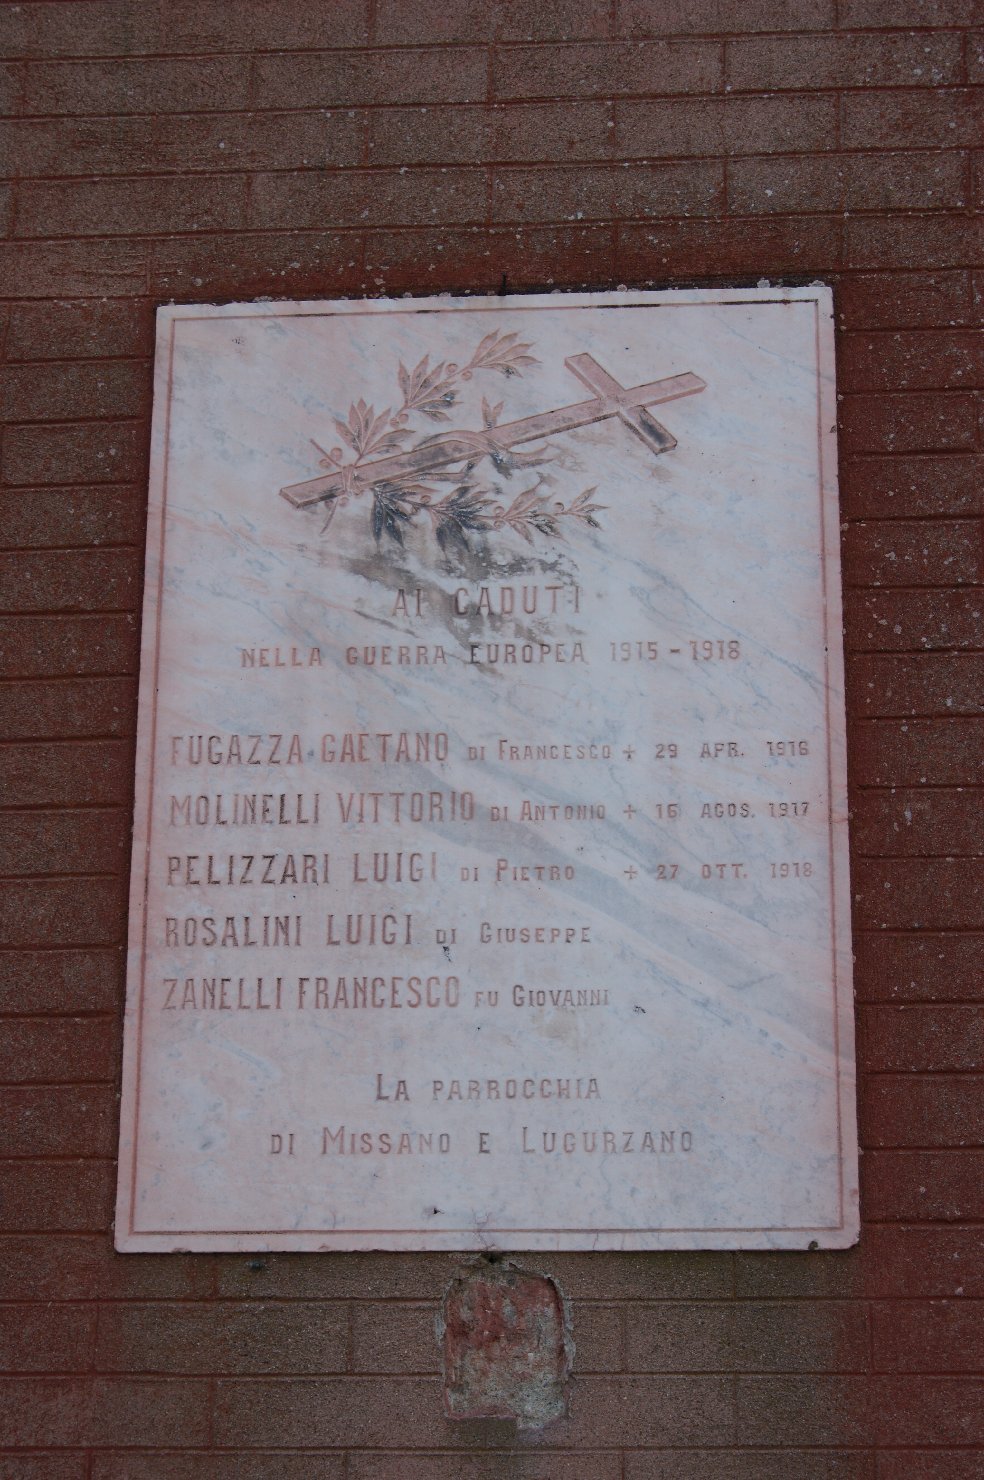 AI CADUTI
NELLA GUERRA EUROPEA 1915-1918
FUGAZZA GAETANO DI FRANCESCO + 29 APR. 1916
MOLINELLI VITTORIO DI ANTONIO + 16 AGOS. 1917
PELIZZARI LUIGI DI PIETRO + 27 OTT. 1918
ROSALINI LUIGI DI GIUSEPPE
ZANELLI FRANCESCO FU GIOVANNI
LA PARROCCHIA
DI MISSANO E LUGURZANO